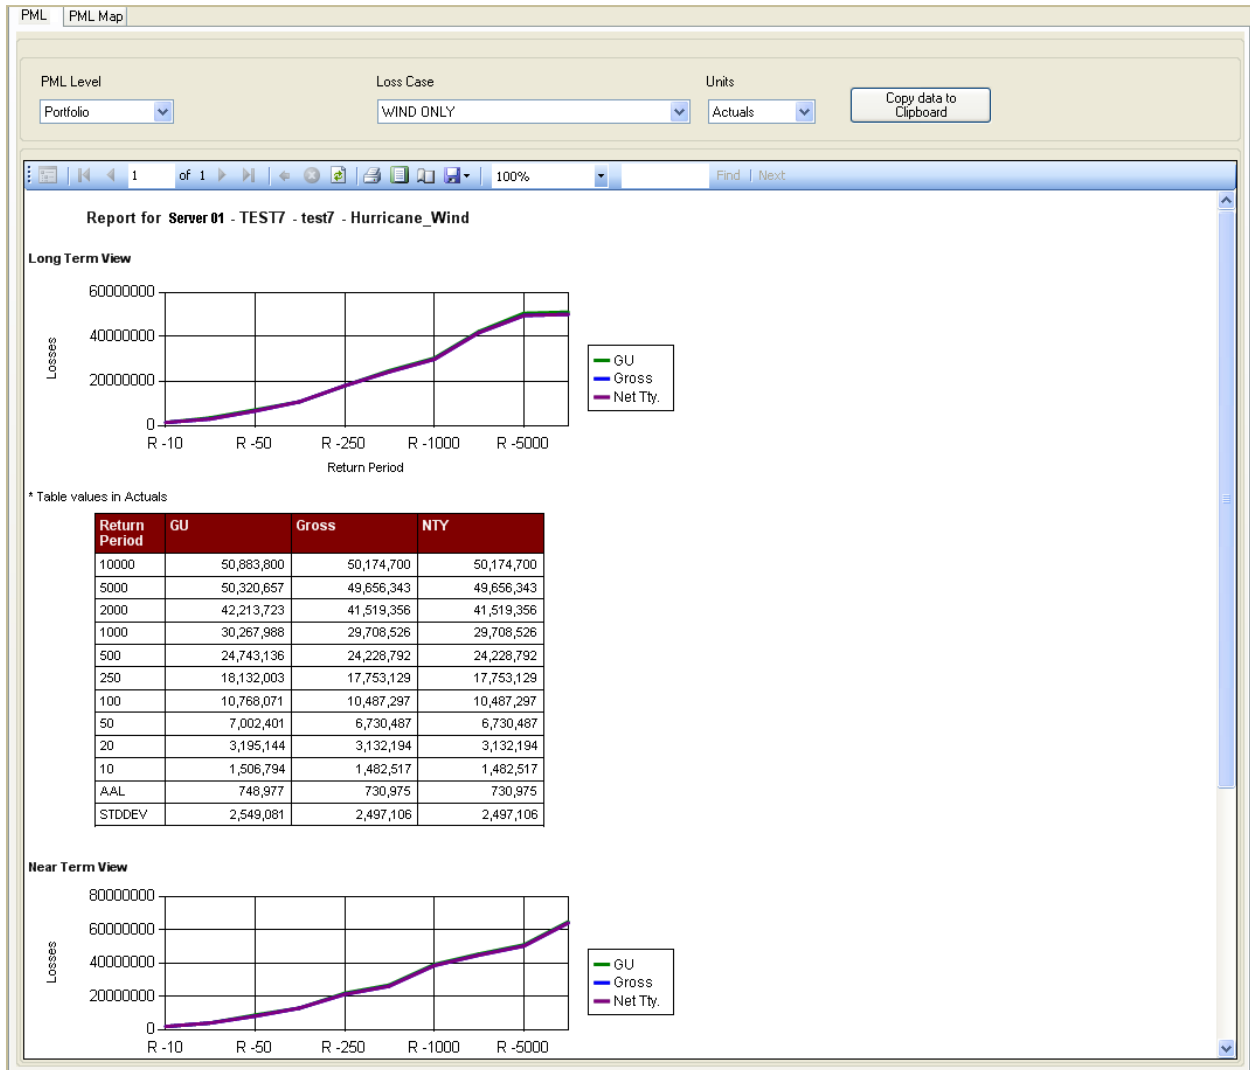 PML PML Map
PML Level Loss Case Units
Portfolio WIND ONLY Actuals Copy data to
Clipboard
1 of 1 100% Find | Next
Report for Server 01 - TEST7 - test7 - Hurricane_Wind
Long Term View
60000000
40000000
20000000
0
Losses
R -10 R -50 R -250 R -1000 R -5000
Return Period
GU
Gross
Net Tty.
* Table values in Actuals
Return Period GU Gross NTY
10000 50,883,800 50,174,700 50,174,700
5000 50,320,657 49,656,343 49,656,343
2000 42,213,723 41,519,356 41,519,356
1000 30,267,988 29,708,526 29,708,526
500 24,743,136 24,228,792 24,228,792
250 18,132,003 17,753,129 17,753,129
100 10,768,071 10,487,297 10,487,297
50 7,002,401 6,730,487 6,730,487
20 3,195,144 3,132,194 3,132,194
10 1,506,794 1,482,517 1,482,517
AAL 748,977 730,975 730,975
STDDEV 2,549,081 2,497,106 2,497,106
Near Term View
80000000
60000000
40000000
20000000
0
Losses
R -10 R -50 R -250 R -1000 R -5000
GU
Gross
Net Tty.